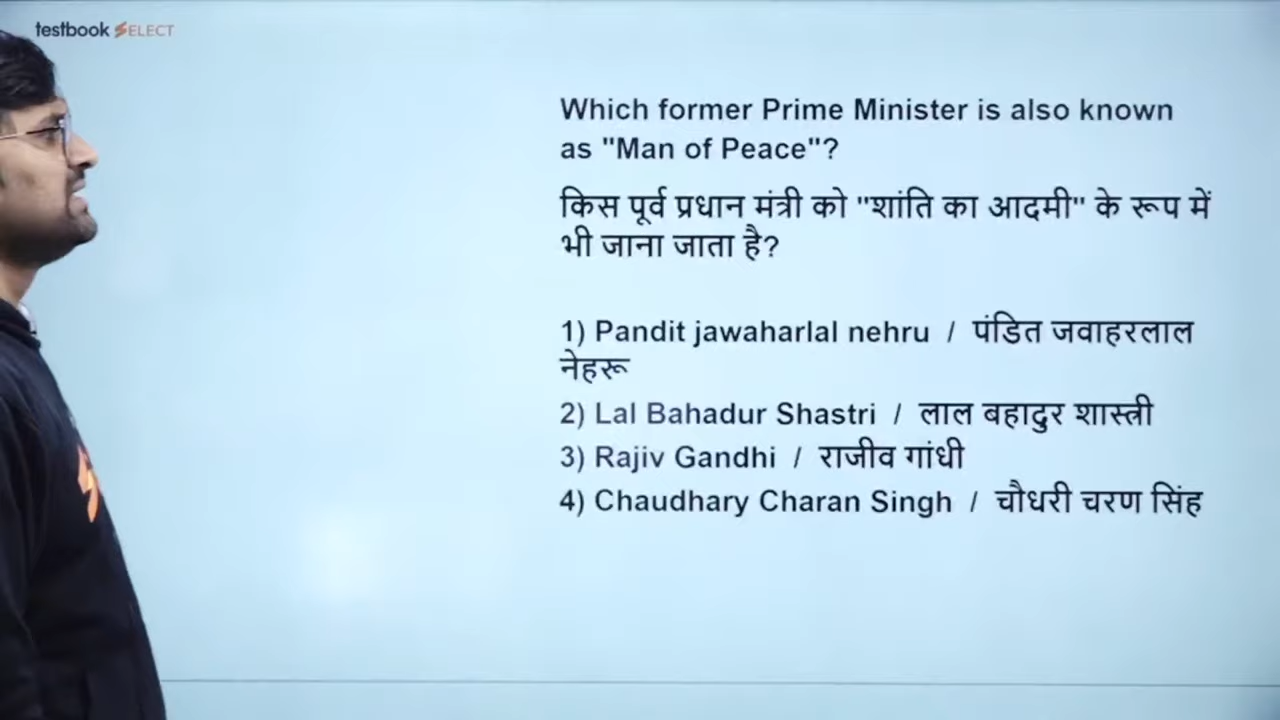 testbook SELECT
Which former Prime Minister is also known
as "Man of Peace"?
किस पूर्व प्रधान मंत्री को "शांति का आदमी" के रूप में
भी जाना जाता है?
1) Pandit jawaharlal nehru / पंडित जवाहरलाल
नेहरू
2) Lal Bahadur Shastri / लाल बहादुर शास्त्री
3) Rajiv Gandhi / राजीव गांधी
4) Chaudhary Charan Singh / चौधरी चरण सिंह